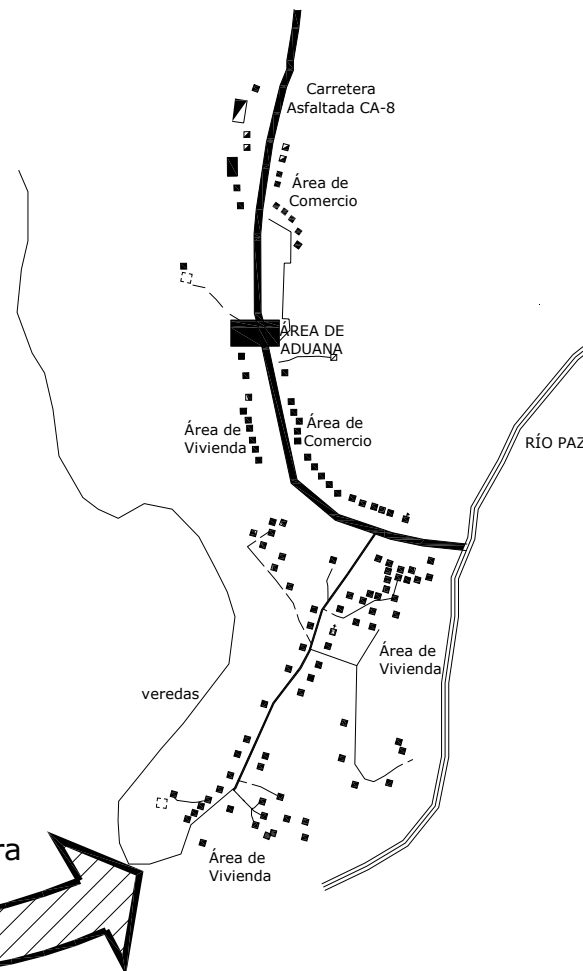 Carretera
Asfaltada CA-8
Área de
Comercio
ÁREA DE
ADUANA
Área de
Vivienda
Área de
Comercio
RÍO PAZ
Área de
Vivienda
veredas
ra
Área de
Vivienda